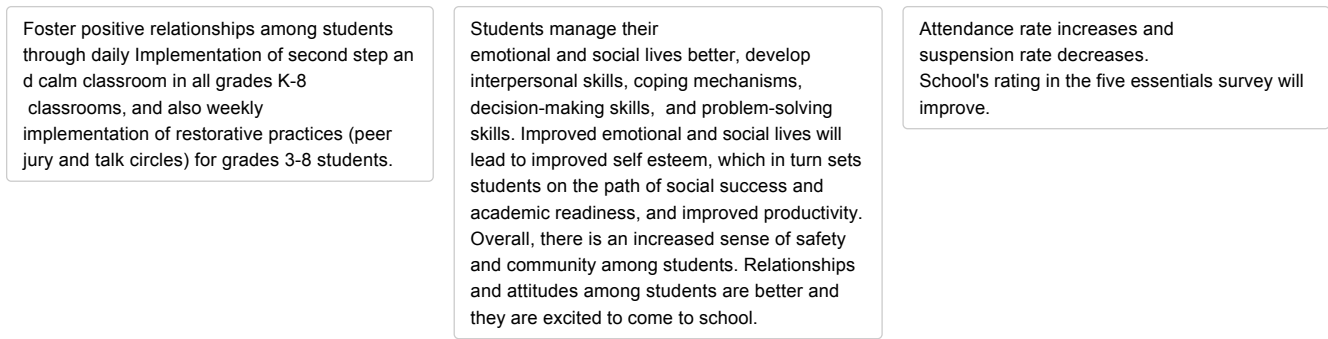 Foster positive relationships among students
through daily Implementation of second step an
d calm classroom in all grades K-8
classrooms, and also weekly
implementation of restorative practices (peer
jury and talk circles) for grades 3-8 students.
Students manage their
emotional and social lives better, develop
interpersonal skills, coping mechanisms,
decision-making skills,  and problem-solving
skills. Improved emotional and social lives will
lead to improved self esteem, which in turn sets
students on the path of social success and
academic readiness, and improved productivity.
Overall, there is an increased sense of safety
and community among students. Relationships
and attitudes among students are better and
they are excited to come to school.
Attendance rate increases and
suspension rate decreases.
School's rating in the five essentials survey will
improve.